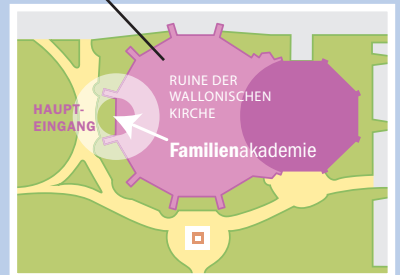 RUINE DER
WALLONISCHEN
KIRCHE
HAUPT-
EINGANG
Familienakademie